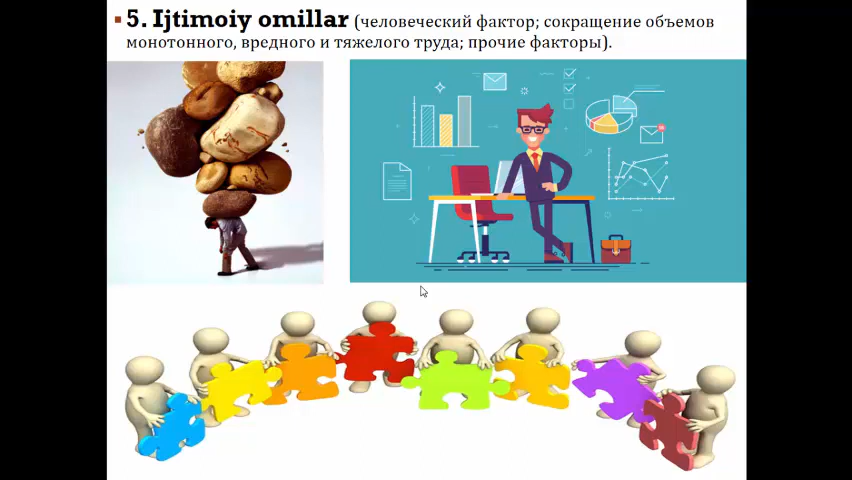 5. Ijtimoiy omillar (человеческий фактор; сокращение объемов
монотонного, вредного и тяжелого труда; прочие факторы).